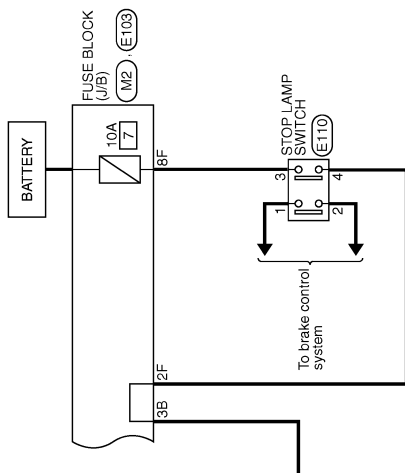 BATTERY
FUSE BLOCK
(J/B)
M2 , E103
10A
7
8F
STOP LAMP
SWITCH
E110
3
4
1
2
To brake control
system
2F
3B